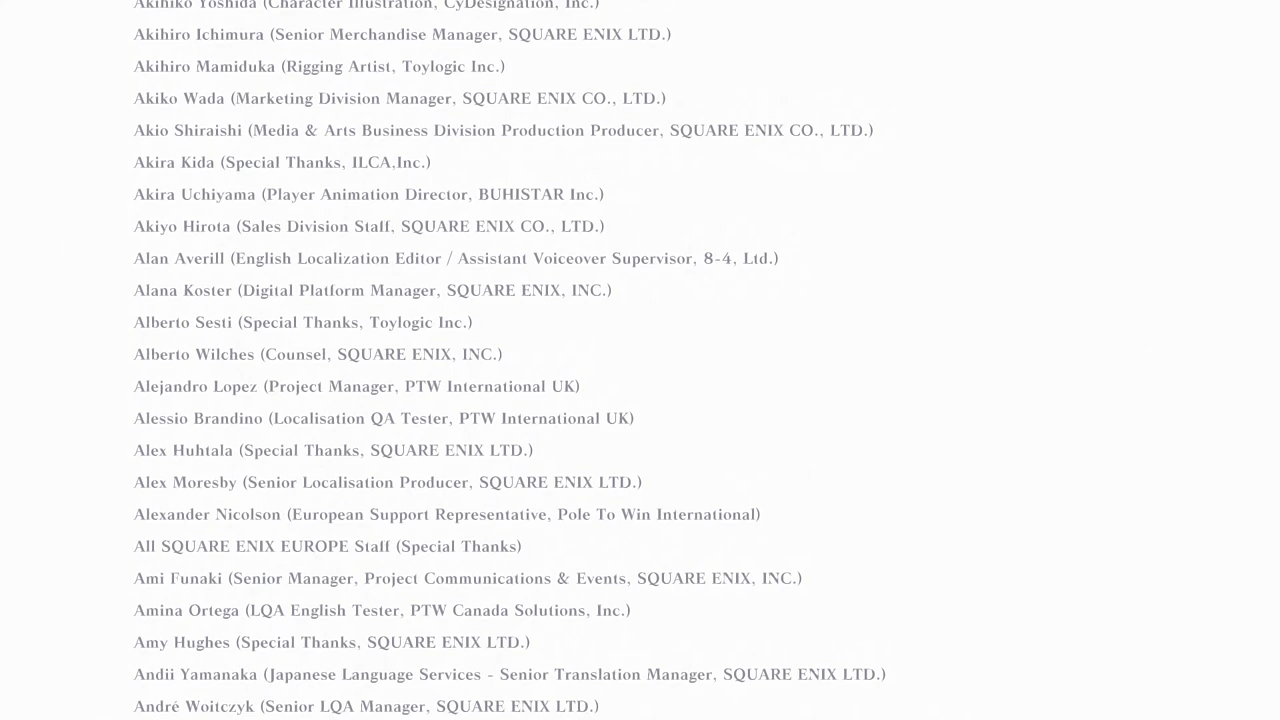 Akihiko Yoshida (Character Illustration, CyDesignation, Inc.)
Akihiro Ichimura (Senior Merchandise Manager, SQUARE ENIX LTD.)
Akihiro Mamiduka (Rigging Artist, Toylogic Inc.)
Akiko Wada (Marketing Division Manager, SQUARE ENIX CO., LTD.)
Akio Shiraishi (Media & Arts Business Division Production Producer, SQUARE ENIX CO., LTD.)
Akira Kida (Special Thanks, ILCA,Inc.)
Akira Uchiyama (Player Animation Director, BUHISTAR Inc.)
Akiyo Hirota (Sales Division Staff, SQUARE ENIX CO., LTD.)
Alan Averill (English Localization Editor / Assistant Voiceover Supervisor, 8-4, Ltd.)
Alana Koster (Digital Platform Manager, SQUARE ENIX, INC.)
Alberto Sesti (Special Thanks, Toylogic Inc.)
Alberto Wilches (Counsel, SQUARE ENIX, INC.)
Alejandro Lopez (Project Manager, PTW International UK)
Alessio Brandino (Localisation QA Tester, PTW International UK)
Alex Huhtala (Special Thanks, SQUARE ENIX LTD.)
Alex Moresby (Senior Localisation Producer, SQUARE ENIX LTD.)
Alexander Nicolson (European Support Representative, Pole To Win International)
All SQUARE ENIX EUROPE Staff (Special Thanks)
Ami Funaki (Senior Manager, Project Communications & Events, SQUARE ENIX, INC.)
Amina Ortega (LQA English Tester, PTW Canada Solutions, Inc.)
Amy Hughes (Special Thanks, SQUARE ENIX LTD.)
Andii Yamanaka (Japanese Language Services - Senior Translation Manager, SQUARE ENIX LTD.)
André Woitczyk (Senior LQA Manager, SQUARE ENIX LTD.)